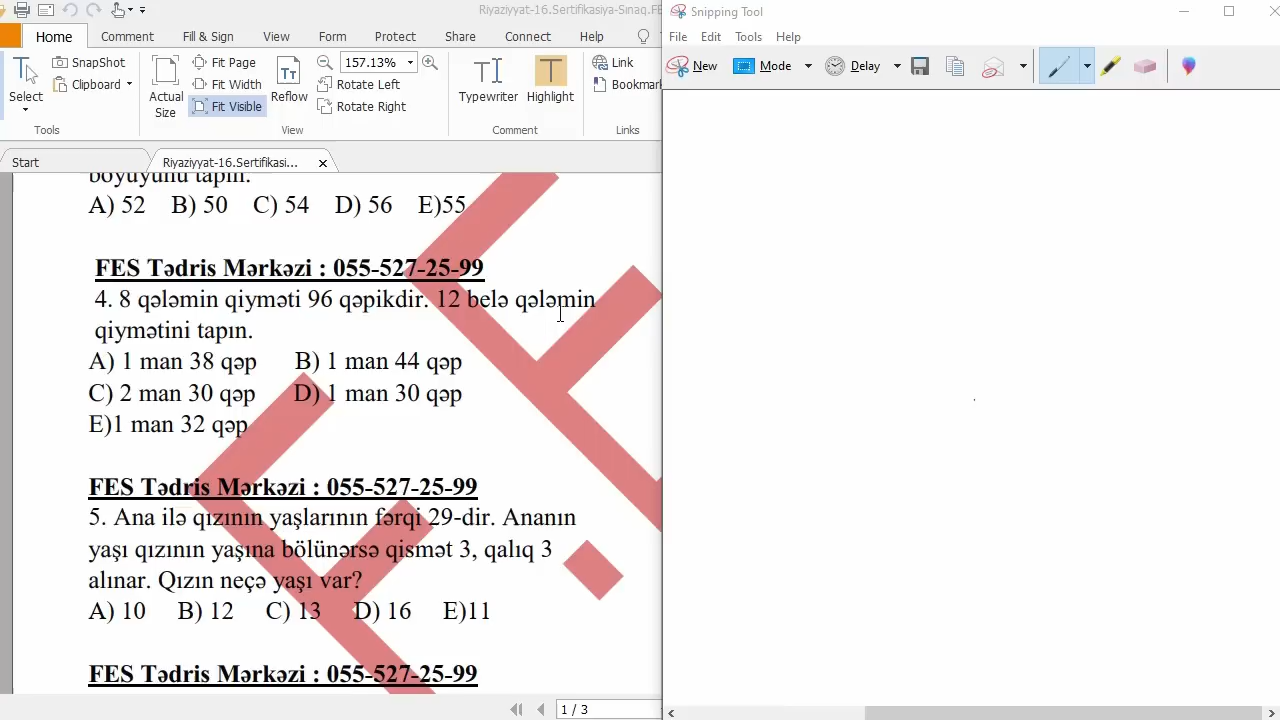 Riyaziyyat-16.Sertifikasiya-Sınaq.FE
Snipping Tool
Home Comment Fill & Sign View Form Protect Share Connect Help
File Edit Tools Help
Select
SnapShot
Clipboard
Tools
Actual Size
Fit Page
Fit Width
Fit Visible
Reflow
157.13%
Rotate Left
Rotate Right
View
Typewriter
Highlight
Comment
Link
Bookmar
Links
New Mode Delay
Start
Riyaziyyat-16.Sertifikasi...
böyüyünü tapın.
A) 52 B) 50 C) 54 D) 56 E)55
FES Tədris Mərkəzi : 055-527-25-99
4. 8 qələmin qiyməti 96 qəpikdir. 12 belə qələmin
qiymətini tapın.
A) 1 man 38 qəp B) 1 man 44 qəp
C) 2 man 30 qəp D) 1 man 30 qəp
E)1 man 32 qəp
FES Tədris Mərkəzi : 055-527-25-99
5. Ana ilə qızının yaşlarının fərqi 29-dir. Ananın
yaşı qızının yaşına bölünərsə qismət 3, qalıq 3
alınar. Qızın neçə yaşı var?
A) 10 B) 12 C) 13 D) 16 E)11
FES Tədris Mərkəzi : 055-527-25-99
1 / 3